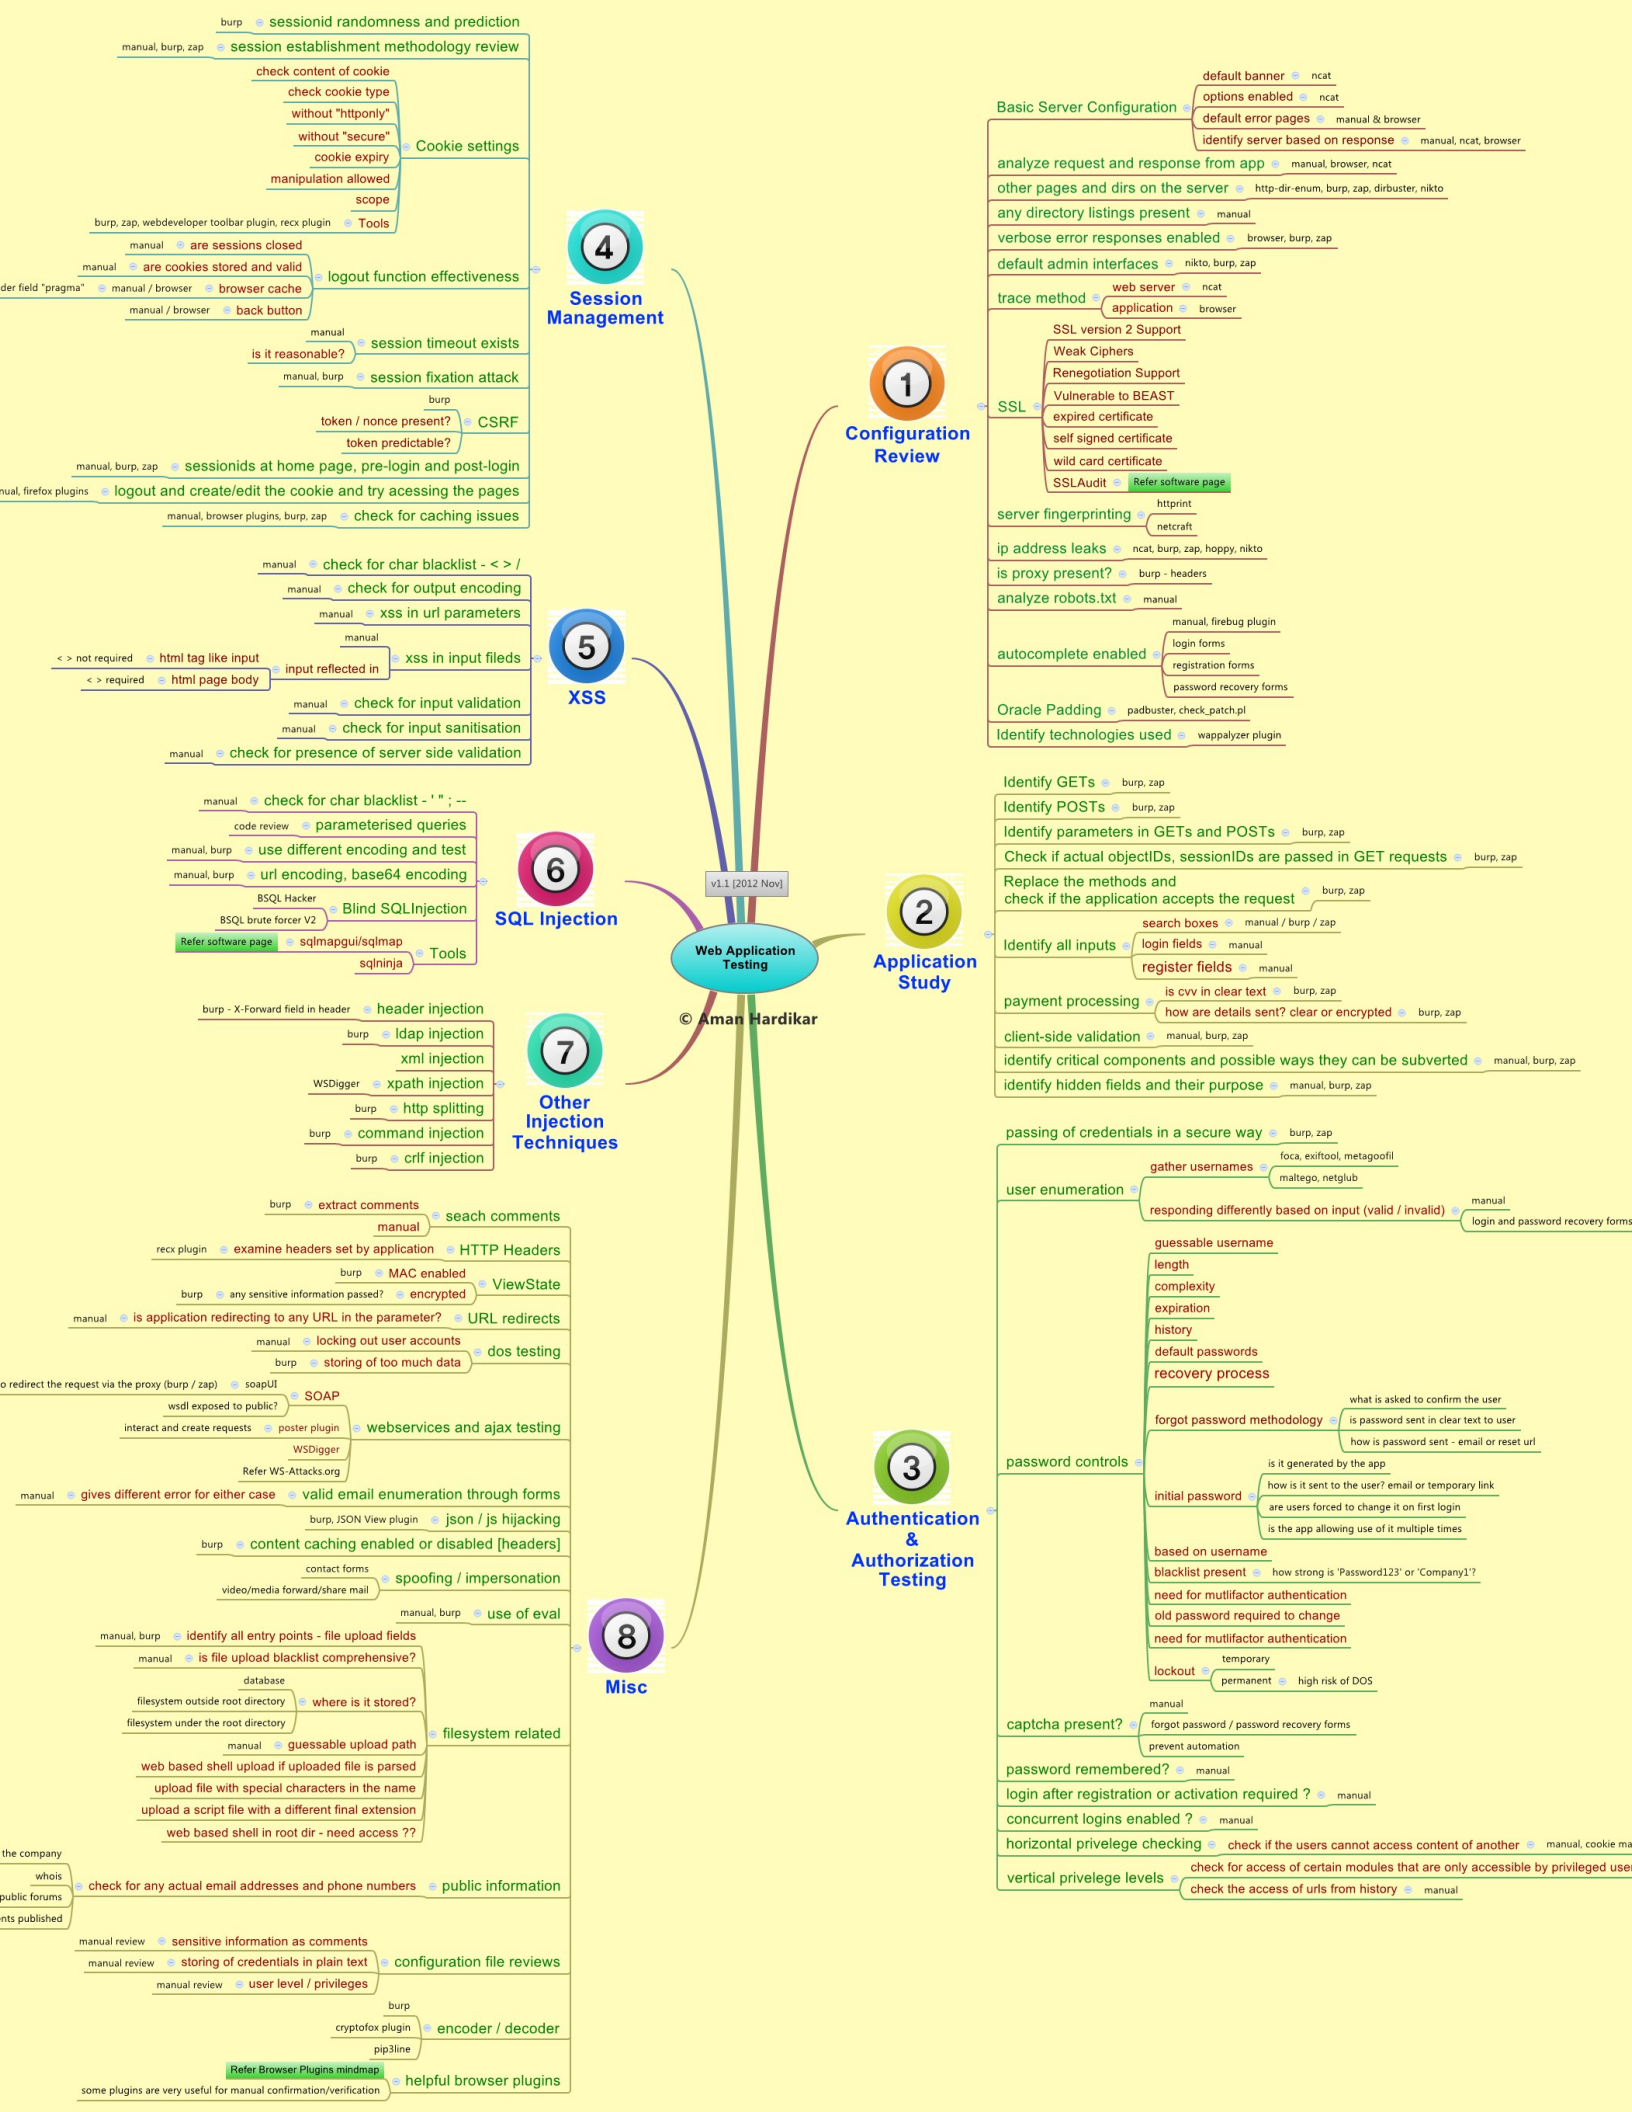 v1.1 [2012 Nov]
Web Application
Testing
© Aman Hardikar
1
Configuration
Review
Basic Server Configuration
default banner
ncat
options enabled
ncat
default error pages
manual & browser
identify server based on response
manual, ncat, browser
analyze request and response from app
manual, browser, ncat
other pages and dirs on the server
http-dir-enum, burp, zap, dirbuster, nikto
any directory listings present
manual
verbose error responses enabled
browser, burp, zap
default admin interfaces
nikto, burp, zap
trace method
web server
ncat
application
browser
SSL
SSL version 2 Support
Weak Ciphers
Renegotiation Support
Vulnerable to BEAST
expired certificate
self signed certificate
wild card certificate
SSLAudit
Refer software page
server fingerprinting
httprint
netcraft
ip address leaks
ncat, burp, zap, hoppy, nikto
is proxy present?
burp - headers
analyze robots.txt
manual
autocomplete enabled
manual, firebug plugin
login forms
registration forms
password recovery forms
Oracle Padding
padbuster, check_patch.pl
Identify technologies used
wappalyzer plugin
2
Application
Study
Identify GETs
burp, zap
Identify POSTs
burp, zap
Identify parameters in GETs and POSTs
burp, zap
Check if actual objectIDs, sessionIDs are passed in GET requests
burp, zap
Replace the methods and
check if the application accepts the request
burp, zap
Identify all inputs
search boxes
manual / burp / zap
login fields
manual
register fields
manual
payment processing
is cvv in clear text
burp, zap
how are details sent? clear or encrypted
burp, zap
client-side validation
manual, burp, zap
identify critical components and possible ways they can be subverted
manual, burp, zap
identify hidden fields and their purpose
manual, burp, zap
3
Authentication
&
Authorization
Testing
passing of credentials in a secure way
burp, zap
user enumeration
gather usernames
foca, exiftool, metagoofil
maltego, netglub
responding differently based on input (valid / invalid)
manual
login and password recovery forms
password controls
guessable username
length
complexity
expiration
history
default passwords
recovery process
forgot password methodology
what is asked to confirm the user
is password sent in clear text to user
how is password sent - email or reset url
initial password
is it generated by the app
how is it sent to the user? email or temporary link
are users forced to change it on first login
is the app allowing use of it multiple times
based on username
blacklist present
how strong is 'Password123' or 'Company1'?
need for mutlifactor authentication
old password required to change
need for mutlifactor authentication
lockout
temporary
permanent
high risk of DOS
captcha present?
manual
forgot password / password recovery forms
prevent automation
password remembered?
manual
login after registration or activation required ?
manual
concurrent logins enabled ?
manual
horizontal privelege checking
check if the users cannot access content of another
manual, cookie ma
vertical privelege levels
check for access of certain modules that are only accessible by privileged use
check the access of urls from history
manual
4
Session
Management
sessionid randomness and prediction
burp
session establishment methodology review
manual, burp, zap
Cookie settings
check content of cookie
check cookie type
without "httponly"
without "secure"
cookie expiry
manipulation allowed
scope
Tools
burp, zap, webdeveloper toolbar plugin, recx plugin
logout function effectiveness
are sessions closed
manual
are cookies stored and valid
manual
browser cache
manual / browser
der field "pragma"
back button
manual / browser
session timeout exists
manual
is it reasonable?
session fixation attack
manual, burp
CSRF
burp
token / nonce present?
token predictable?
sessionids at home page, pre-login and post-login
manual, burp, zap
logout and create/edit the cookie and try acessing the pages
nual, firefox plugins
check for caching issues
manual, browser plugins, burp, zap
5
XSS
check for char blacklist - < > /
manual
check for output encoding
manual
xss in url parameters
manual
xss in input fileds
manual
input reflected in
html tag like input
< > not required
html page body
< > required
check for input validation
manual
check for input sanitisation
manual
check for presence of server side validation
manual
6
SQL Injection
check for char blacklist - ' " ; --
manual
parameterised queries
code review
use different encoding and test
manual, burp
url encoding, base64 encoding
manual, burp
Blind SQLInjection
BSQL Hacker
BSQL brute forcer V2
Tools
sqlmapgui/sqlmap
Refer software page
sqlninja
7
Other
Injection
Techniques
header injection
burp - X-Forward field in header
ldap injection
burp
xml injection
xpath injection
WSDigger
http splitting
burp
command injection
burp
crlf injection
burp
8
Misc
seach comments
extract comments
burp
manual
HTTP Headers
examine headers set by application
recx plugin
ViewState
MAC enabled
burp
encrypted
any sensitive information passed?
burp
URL redirects
is application redirecting to any URL in the parameter?
manual
dos testing
locking out user accounts
manual
storing of too much data
burp
webservices and ajax testing
SOAP
soapUI
o redirect the request via the proxy (burp / zap)
wsdl exposed to public?
poster plugin
interact and create requests
WSDigger
Refer WS-Attacks.org
valid email enumeration through forms
gives different error for either case
manual
json / js hijacking
burp, JSON View plugin
content caching enabled or disabled [headers]
burp
spoofing / impersonation
contact forms
video/media forward/share mail
use of eval
manual, burp
filesystem related
identify all entry points - file upload fields
manual, burp
is file upload blacklist comprehensive?
manual
where is it stored?
database
filesystem outside root directory
filesystem under the root directory
guessable upload path
manual
web based shell upload if uploaded file is parsed
upload file with special characters in the name
upload a script file with a different final extension
web based shell in root dir - need access ??
public information
check for any actual email addresses and phone numbers
the company
whois
public forums
nts published
configuration file reviews
sensitive information as comments
manual review
storing of credentials in plain text
manual review
user level / privileges
manual review
encoder / decoder
burp
cryptofox plugin
pip3line
helpful browser plugins
Refer Browser Plugins mindmap
some plugins are very useful for manual confirmation/verification